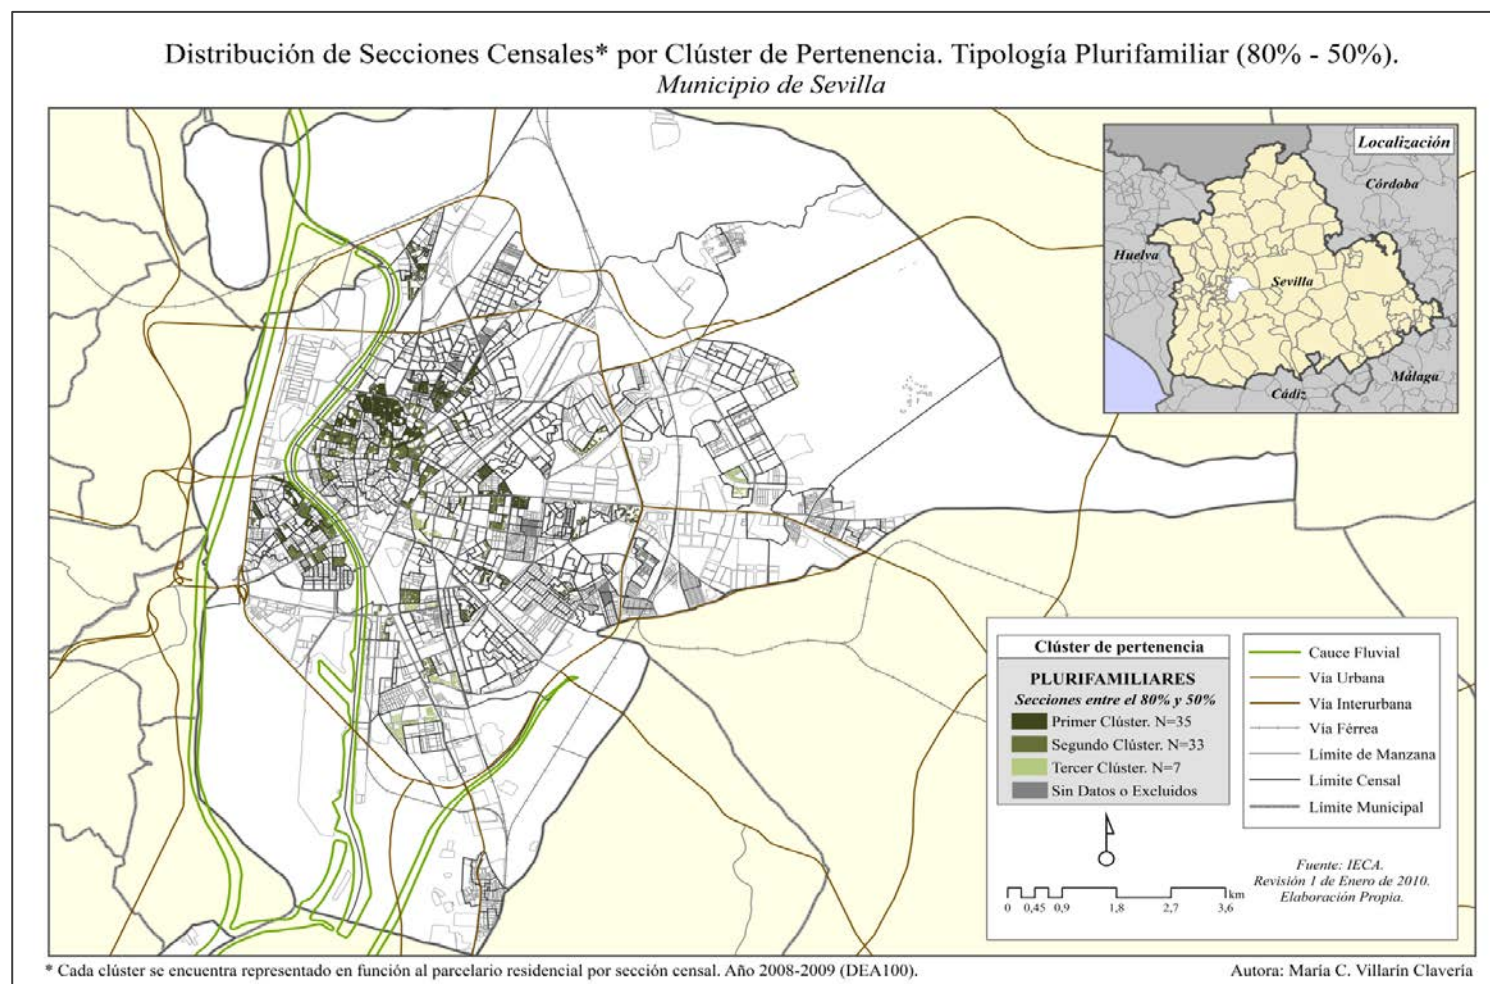 Distribución de Secciones Censales* por Clúster de Pertenencia. Tipología Plurifamiliar (80% - 50%).
Municipio de Sevilla
Localización
Córdoba
Huelva
Sevilla
Málaga
Cádiz
Clúster de pertenencia
PLURIFAMILIARES
Secciones entre el 80% y 50%
Primer Clúster. N=35
Segundo Clúster. N=33
Tercer Clúster. N=7
Sin Datos o Excluidos
Cauce Fluvial
Vía Urbana
Vía Interurbana
Vía Férrea
Límite de Manzana
Límite Censal
Límite Municipal
km
0 0,45 0,9 1,8 2,7 3,6
Fuente: IECA.
Revisión 1 de Enero de 2010.
Elaboración Propia.
* Cada clúster se encuentra representado en función al parcelario residencial por sección censal. Año 2008-2009 (DEA100).
Autora: María C. Villarín Clavería